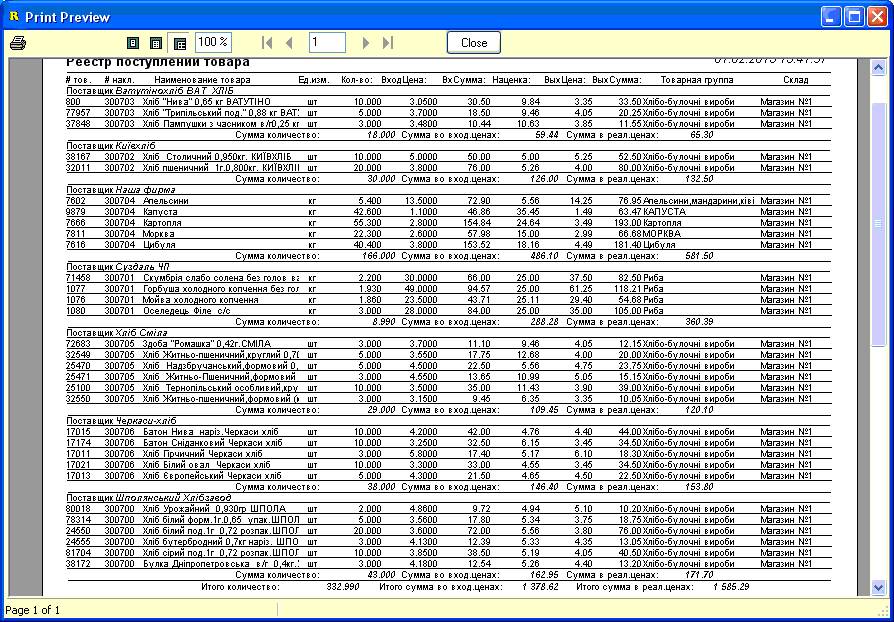 Print Preview
100 % 1 Close
Реестр поступлений товара
# тов. # накл. Наименование товара Ед.изм. Кол-во: ВходЦена: ВхСумма: Наценка: ВыхЦена: ВыхСумма: Товарная группа Склад
Поставщик Ватутінохліб ВАТ ХЛІБ
800 300703 Хліб "Нива" 0,65 кг ВАТУТІНО шт 10.000 3.0500 30.50 9.84 3.35 33.50 Хлібо-булочні вироби Магазин №1
77957 300703 Хліб "Трипільський под." 0,88 кг ВАТ. шт 5.000 3.7000 18.50 9.46 4.05 20.25 Хлібо-булочні вироби Магазин №1
37848 300703 Хліб Пампушки з часником в/г0,25 кг шт 3.000 3.4800 10.44 10.63 3.85 11.55 Хлібо-булочні вироби Магазин №1
Сумма количество: 18.000 Сумма во вход.ценах: 59.44 Сумма в реал.ценах: 65.30
Поставщик Київхліб
38167 300702 Хліб Столичний 0,950кг. КИЇВХЛІБ шт 10.000 5.0000 50.00 5.00 5.25 52.50 Хлібо-булочні вироби Магазин №1
32011 300702 Хліб пшеничний 1г.0,800кг. КИЇВХЛІІ шт 20.000 3.8000 76.00 5.26 4.00 80.00 Хлібо-булочні вироби Магазин №1
Сумма количество: 30.000 Сумма во вход.ценах: 126.00 Сумма в реал.ценах: 132.50
Поставщик Наша фирма
7602 300704 Апельсини кг 5.400 13.5000 72.90 5.56 14.25 76.95 Апельсини,мандарини,ківі Магазин №1
9879 300704 Капуста кг 42.600 1.1000 46.86 35.45 1.49 63.47 КАПУСТА Магазин №1
7666 300704 Картопля кг 55.300 2.8000 154.84 24.64 3.49 193.00 Картопля Магазин №1
7811 300704 Морква кг 22.300 2.6000 57.98 15.00 2.99 66.68 МОРКВА Магазин №1
7616 300704 Цибуля кг 40.400 3.8000 153.52 18.16 4.49 181.40 Цибуля Магазин №1
Сумма количество: 166.000 Сумма во вход.ценах: 486.10 Сумма в реал.ценах: 581.50
Поставщик Суздаль ЧП
71458 300701 Скумбрія слабо солена без голов ва кг 2.200 30.0000 66.00 25.00 37.50 82.50 Риба Магазин №1
1077 300701 Горбуша холодного копчення без гол кг 1.930 49.0000 94.57 25.00 61.25 118.21 Риба Магазин №1
1076 300701 Мойва холодного копчення кг 1.860 23.5000 43.71 25.11 29.40 54.68 Риба Магазин №1
1080 300701 Оселедець Філе с/с кг 3.000 28.0000 84.00 25.00 35.00 105.00 Риба Магазин №1
Сумма количество: 8.990 Сумма во вход.ценах: 288.28 Сумма в реал.ценах: 360.39
Поставщик Хліб Сміла
72683 300705 Здоба "Ромашка" 0,42г.СМІЛА шт 3.000 3.7000 11.10 9.46 4.05 12.15 Хлібо-булочні вироби Магазин №1
32549 300705 Хліб Житньо-пшеничний,круглий 0,7( шт 5.000 3.5500 17.75 12.68 4.00 20.00 Хлібо-булочні вироби Магазин №1
25470 300705 Хліб Надзбручанський,формовий 0, шт 5.000 4.5000 22.50 5.56 4.75 23.75 Хлібо-булочні вироби Магазин №1
25471 300705 Хліб Житньо-Пшеничний,формовий шт 3.000 4.5500 13.65 10.99 5.05 15.15 Хлібо-булочні вироби Магазин №1
25100 300705 Хліб Тернопільський особливий,кру шт 10.000 3.5000 35.00 11.43 3.90 39.00 Хлібо-булочні вироби Магазин №1
32550 300705 Хліб Житньо-пшеничний,формовий (н шт 3.000 3.1500 9.45 6.35 3.35 10.05 Хлібо-булочні вироби Магазин №1
Сумма количество: 29.000 Сумма во вход.ценах: 109.45 Сумма в реал.ценах: 120.10
Поставщик Черкаси-хліб
17015 300706 Батон Нива наріз.Черкаси хліб шт 10.000 4.2000 42.00 4.76 4.40 44.00 Хлібо-булочні вироби Магазин №1
17174 300706 Батон Сніданковий Черкаси хліб шт 10.000 3.2500 32.50 6.15 3.45 34.50 Хлібо-булочні вироби Магазин №1
17011 300706 Хліб Гірчичний Черкаси хліб шт 3.000 5.8000 17.40 5.17 6.10 18.30 Хлібо-булочні вироби Магазин №1
17021 300706 Хліб Білий овал Черкаси хліб шт 10.000 3.3000 33.00 4.55 3.45 34.50 Хлібо-булочні вироби Магазин №1
17013 300706 Хліб Європейський Черкаси хліб шт 5.000 4.3000 21.50 4.65 4.50 22.50 Хлібо-булочні вироби Магазин №1
Сумма количество: 38.000 Сумма во вход.ценах: 146.40 Сумма в реал.ценах: 153.80
Поставщик Шполянський Хлібзавод
80018 300700 Хліб Урожайний 0,930гр ШПОЛА шт 2.000 4.8600 9.72 4.94 5.10 10.20 Хлібо-булочні вироби Магазин №1
78314 300700 Хліб білий форм.1г.0,65 упак.ШПОЛ шт 5.000 3.5600 17.80 5.34 3.75 18.75 Хлібо-булочні вироби Магазин №1
24550 300700 Хліб білий под.1г 0,72 розпак.ШПОЛ шт 20.000 3.6000 72.00 5.56 3.80 76.00 Хлібо-булочні вироби Магазин №1
24555 300700 Хліб бутербродний 0,7кг наріз. ШПО шт 3.000 4.1300 12.39 5.33 4.35 13.05 Хлібо-булочні вироби Магазин №1
81704 300700 Хліб сірий под.1г 0,72 розпак.ШПОЛ шт 10.000 3.8500 38.50 5.19 4.05 40.50 Хлібо-булочні вироби Магазин №1
38172 300700 Булка Дніпропетровська в/г 0,4кг. шт 3.000 4.1800 12.54 5.26 4.40 13.20 Хлібо-булочні вироби Магазин №1
Сумма количество: 43.000 Сумма во вход.ценах: 162.95 Сумма в реал.ценах: 171.70
Итого количество: 332.990 Итого сумма во вход.ценах: 1 378.62 Итого сумма в реал.ценах: 1 585.29
Page 1 of 1